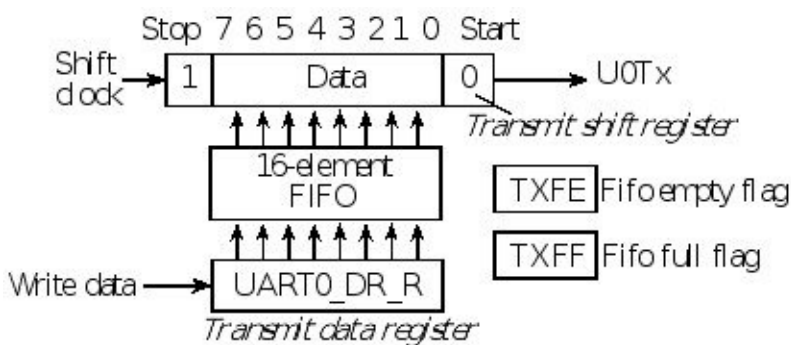 Stop 7 6 5 4 3 2 1 0 Start
Shift clock
1 Data 0
U0Tx
Transmit shift register
16-element
FIFO
TXFE Fifo empty flag
TXFF Fifo full flag
Write data
UART0_DR_R
Transmit data register